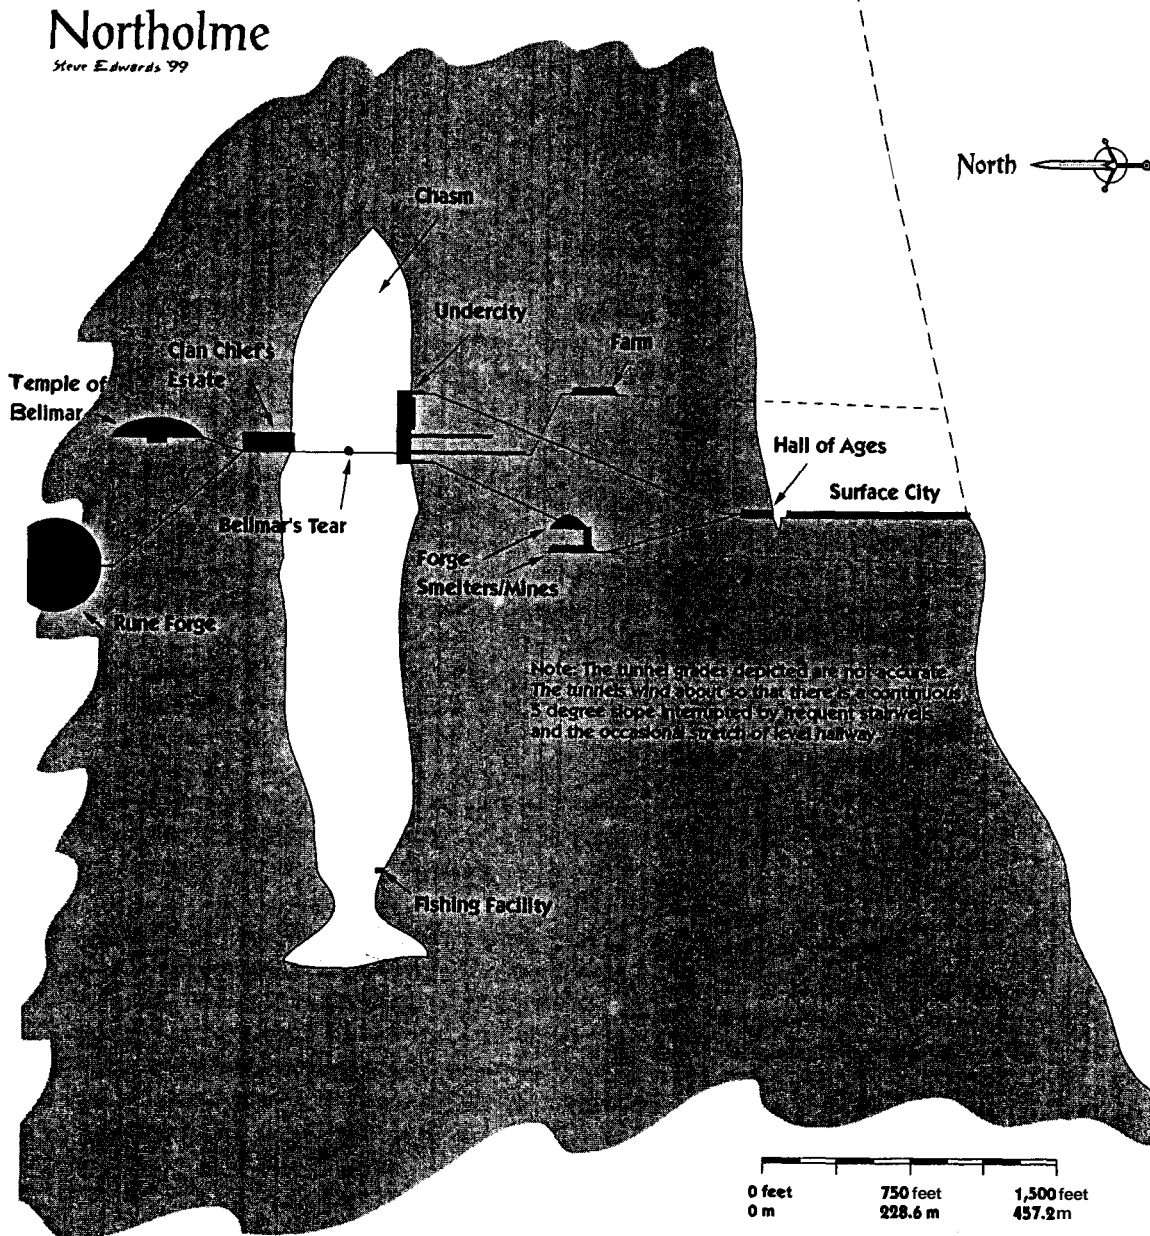 Northolme
Steve Edwards '99
North
Chasm
Undercity
Farm
Clan Chief's
Estate
Temple of
Belimar
Hall of Ages
Surface City
Belimar's Tear
Forge
Smelters/Mines
Rune Forge
Note: The tunnel grades depicted are not accurate.
The tunnels wind about so that there is a continuous
5 degree slope interrupted by frequent stairwells
and the occasional stretch of level hallway.
Fishing Facility
0 feet 750 feet 1,500 feet
0 m 228.6 m 457.2m